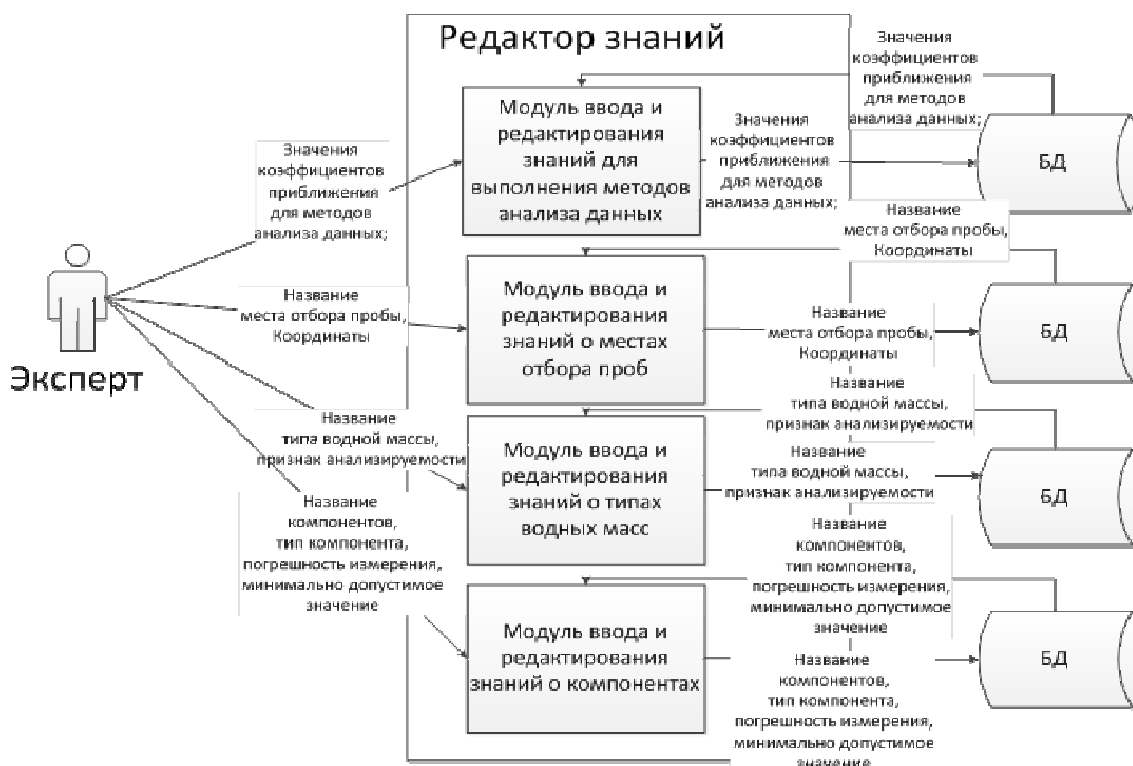 Редактор знаний
Значения
коэффициентов
приближения
для методов
анализа данных;
Модуль ввода и
редактирования
знаний для
выполнения методов
анализа данных
Значения
коэффициентов
приближения
для методов
анализа данных;
Значения
коэффициентов
приближения
для методов
анализа данных;
БД
Эксперт
Название
места отбора пробы,
Координаты
Модуль ввода и
редактирования
знаний о местах
отбора проб
Название
места отбора пробы,
Координаты
Название
места отбора пробы,
Координаты
БД
Название
типа водной массы,
признак анализируемости
Модуль ввода и
редактирования
знаний о типах
водных масс
Название
типа водной массы,
признак анализируемости
Название
типа водной массы,
признак анализируемости
БД
Название
компонентов,
тип компонента,
погрешность измерения,
минимально допустимое
значение
Модуль ввода и
редактирования
знаний о компонентах
Название
компонентов,
тип компонента,
погрешность измерения,
минимально допустимое
значение
Название
компонентов,
тип компонента,
погрешность измерения,
минимально допустимое
значение
БД